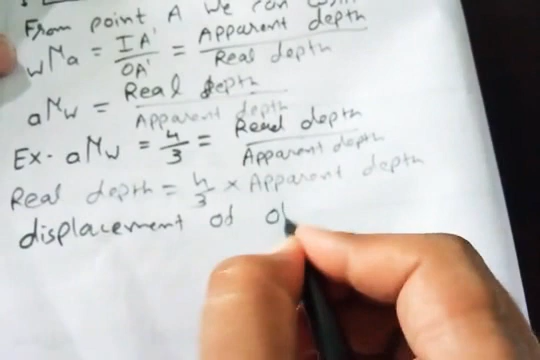 From point A We can
wμa = IA'/OA' = Apparent depth/Real depth
aμw = Real depth/Apparent depth
Ex- aμw = 4/3 = Real depth/Apparent depth
Real depth = 4/3 × Apparent depth
displacement of ob